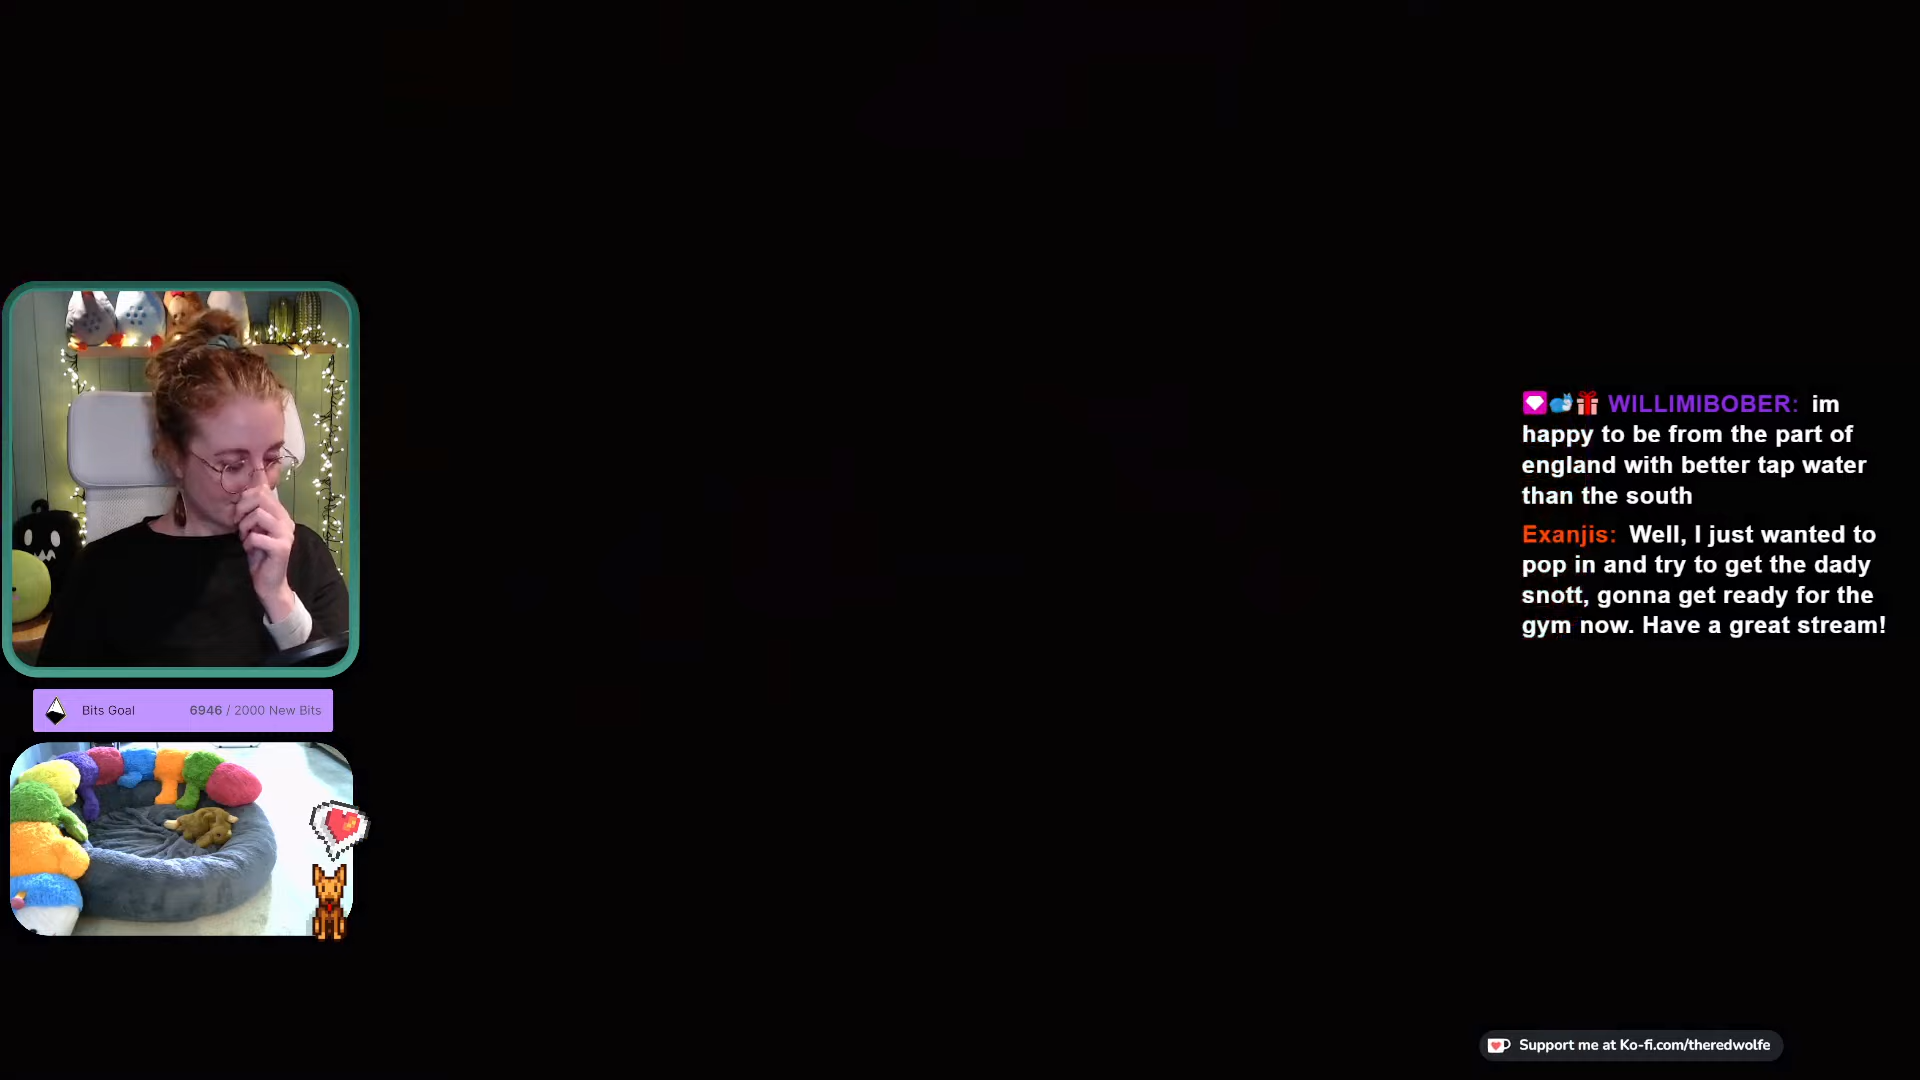 WILLIMIBOBER: im
happy to be from the part of
england with better tap water
than the south
Exanjis: Well, I just wanted to
pop in and try to get the dady
snott, gonna get ready for the
gym now. Have a great stream!
Bits Goal 6946 / 2000 New Bits
Support me at Ko-fi.com/theredwolfe